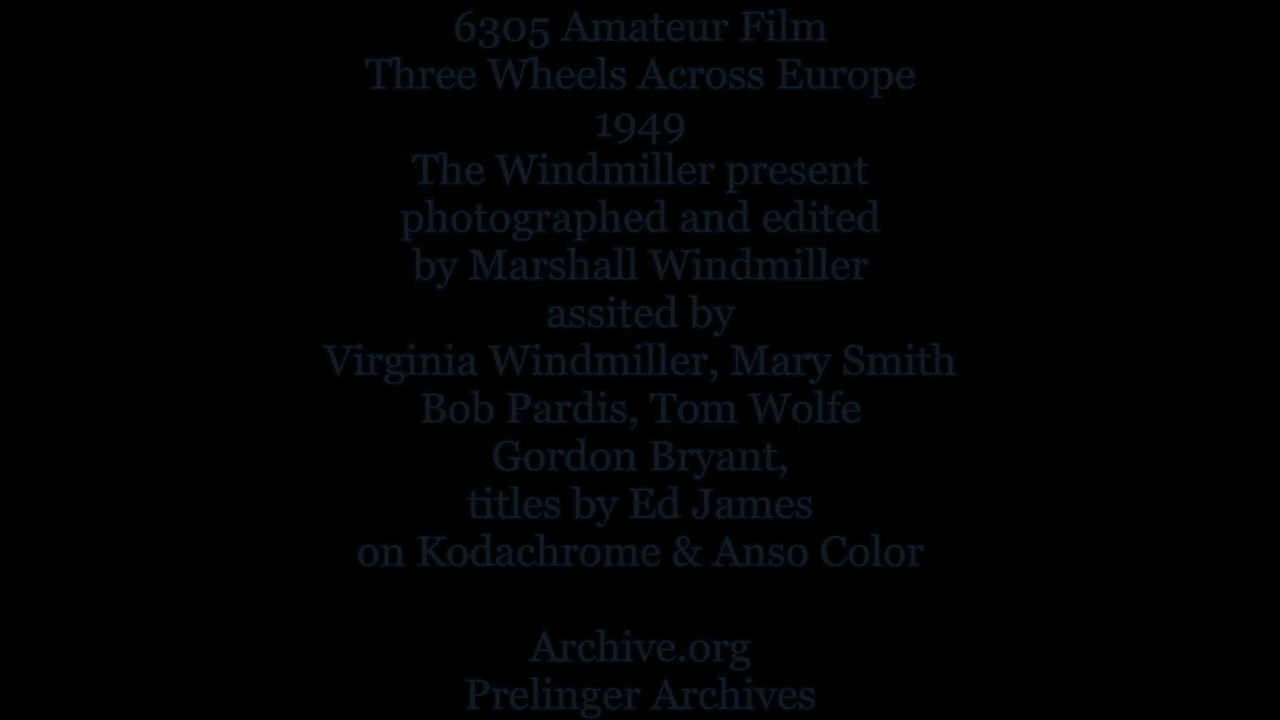 6305 Amateur Film
Three Wheels Across Europe
1949
The Windmiller present
photographed and edited
by Marshall Windmiller
assited by
Virginia Windmiller, Mary Smith
Bob Pardis, Tom Wolfe
Gordon Bryant,
titles by Ed James
on Kodachrome & Anso Color
Archive.org
Prelinger Archives